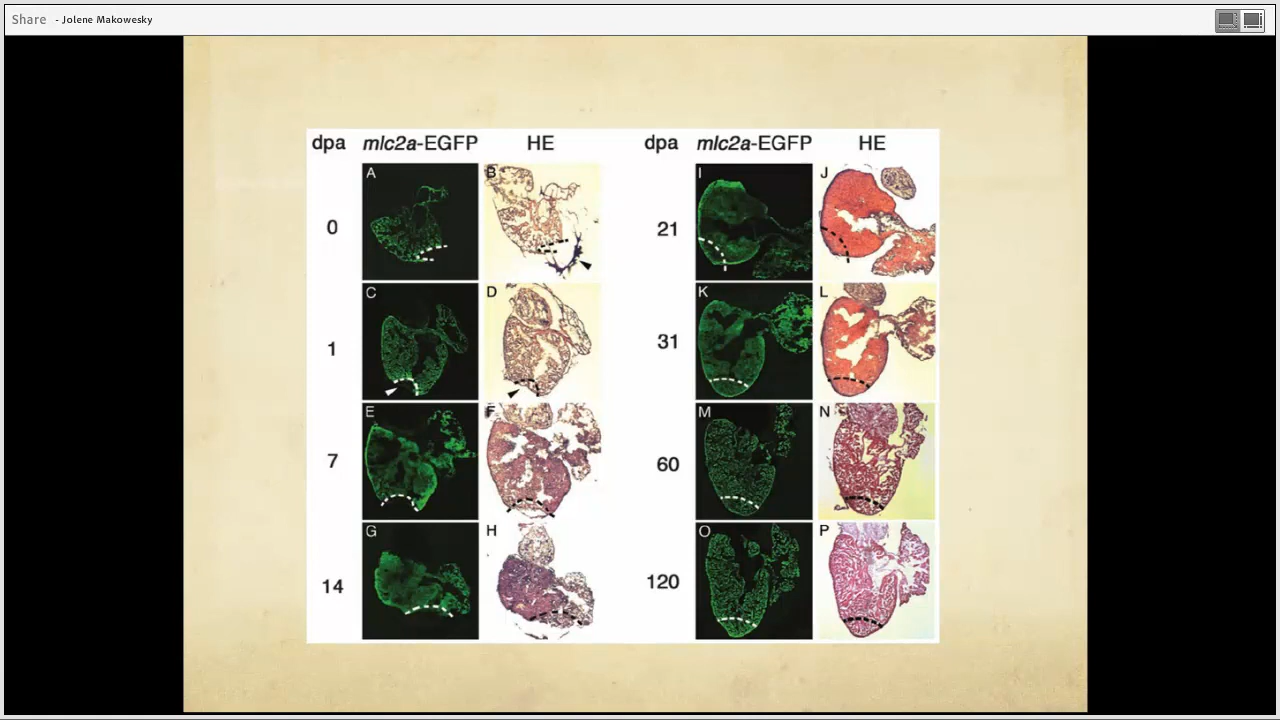 Share - Jolene Makowesky
dpa mlc2a-EGFP HE
A B
0
C D
1
E F
7
G H
14
dpa mlc2a-EGFP HE
I J
21
K L
31
M N
60
O P
120